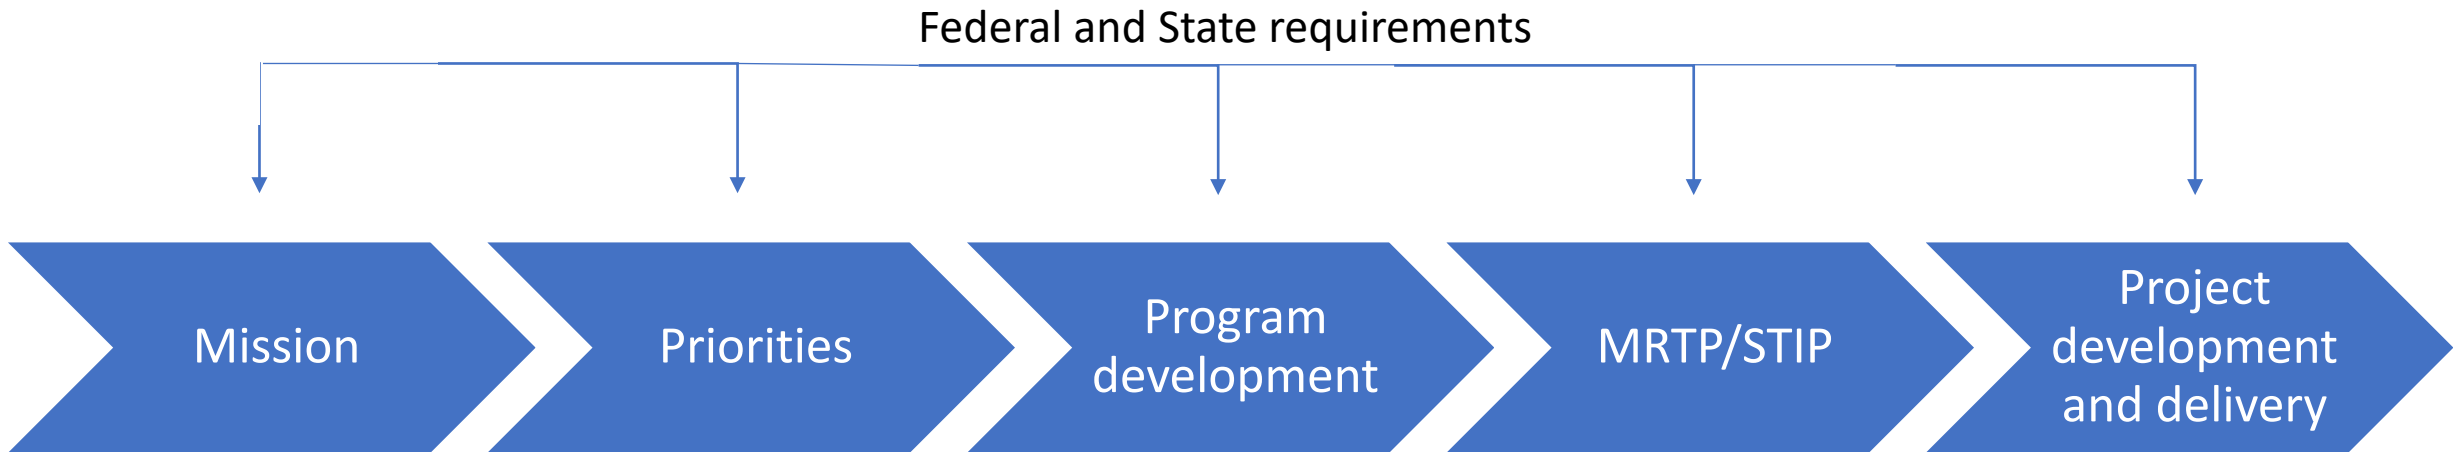 Federal and State requirements
Mission
Priorities
Program
development
MRTP/STIP
Project
development
and delivery